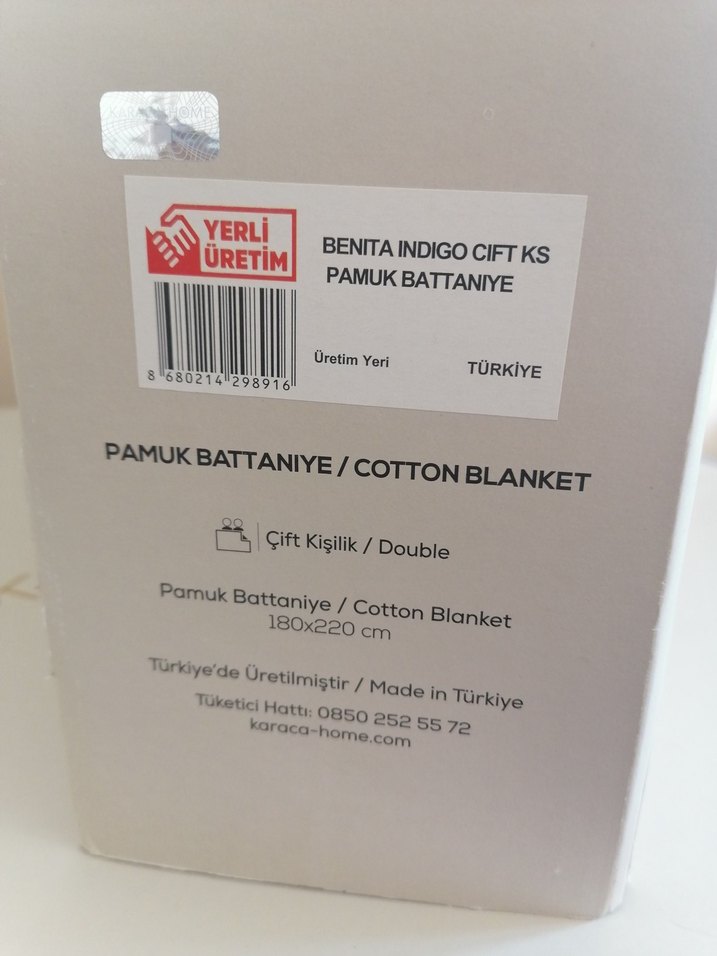 KARACA HOME
YERLİ
ÜRETİM
BENITA INDIGO CIFT KS
PAMUK BATTANIYE
8 680214 298916
Üretim Yeri TÜRKİYE
PAMUK BATTANIYE / COTTON BLANKET
Çift Kişilik / Double
Pamuk Battaniye / Cotton Blanket
180x220 cm
Türkiye'de Üretilmiştir / Made in Türkiye
Tüketici Hattı: 0850 252 55 72
karaca-home.com